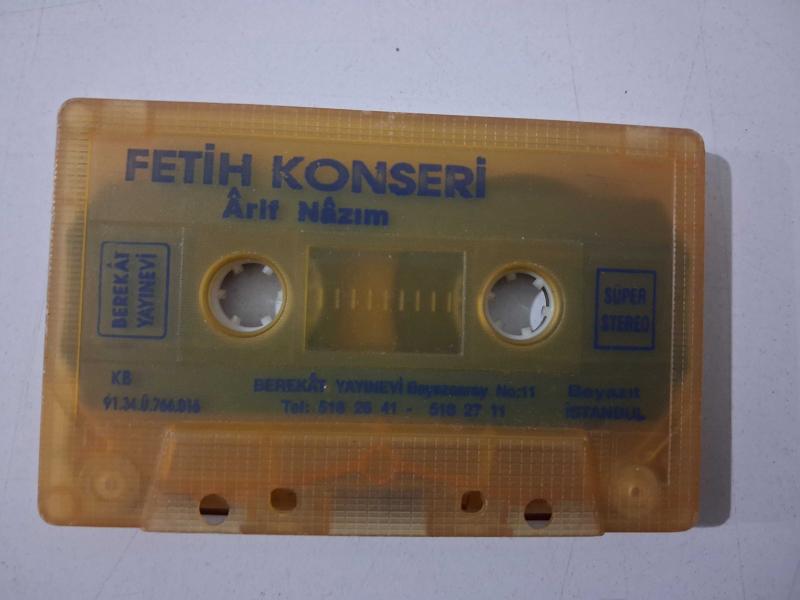 FETİH KONSERİ
Ârif Nâzım
BEREKÂT
YAYINEVİ
SÜPER
STEREO
KB
91.34.Ü.766.016
BEREKÂT YAYINEVİ Beyazsaray No:11 Beyazıt
Tel: 518 26 41 - 518 27 11 İSTANBUL